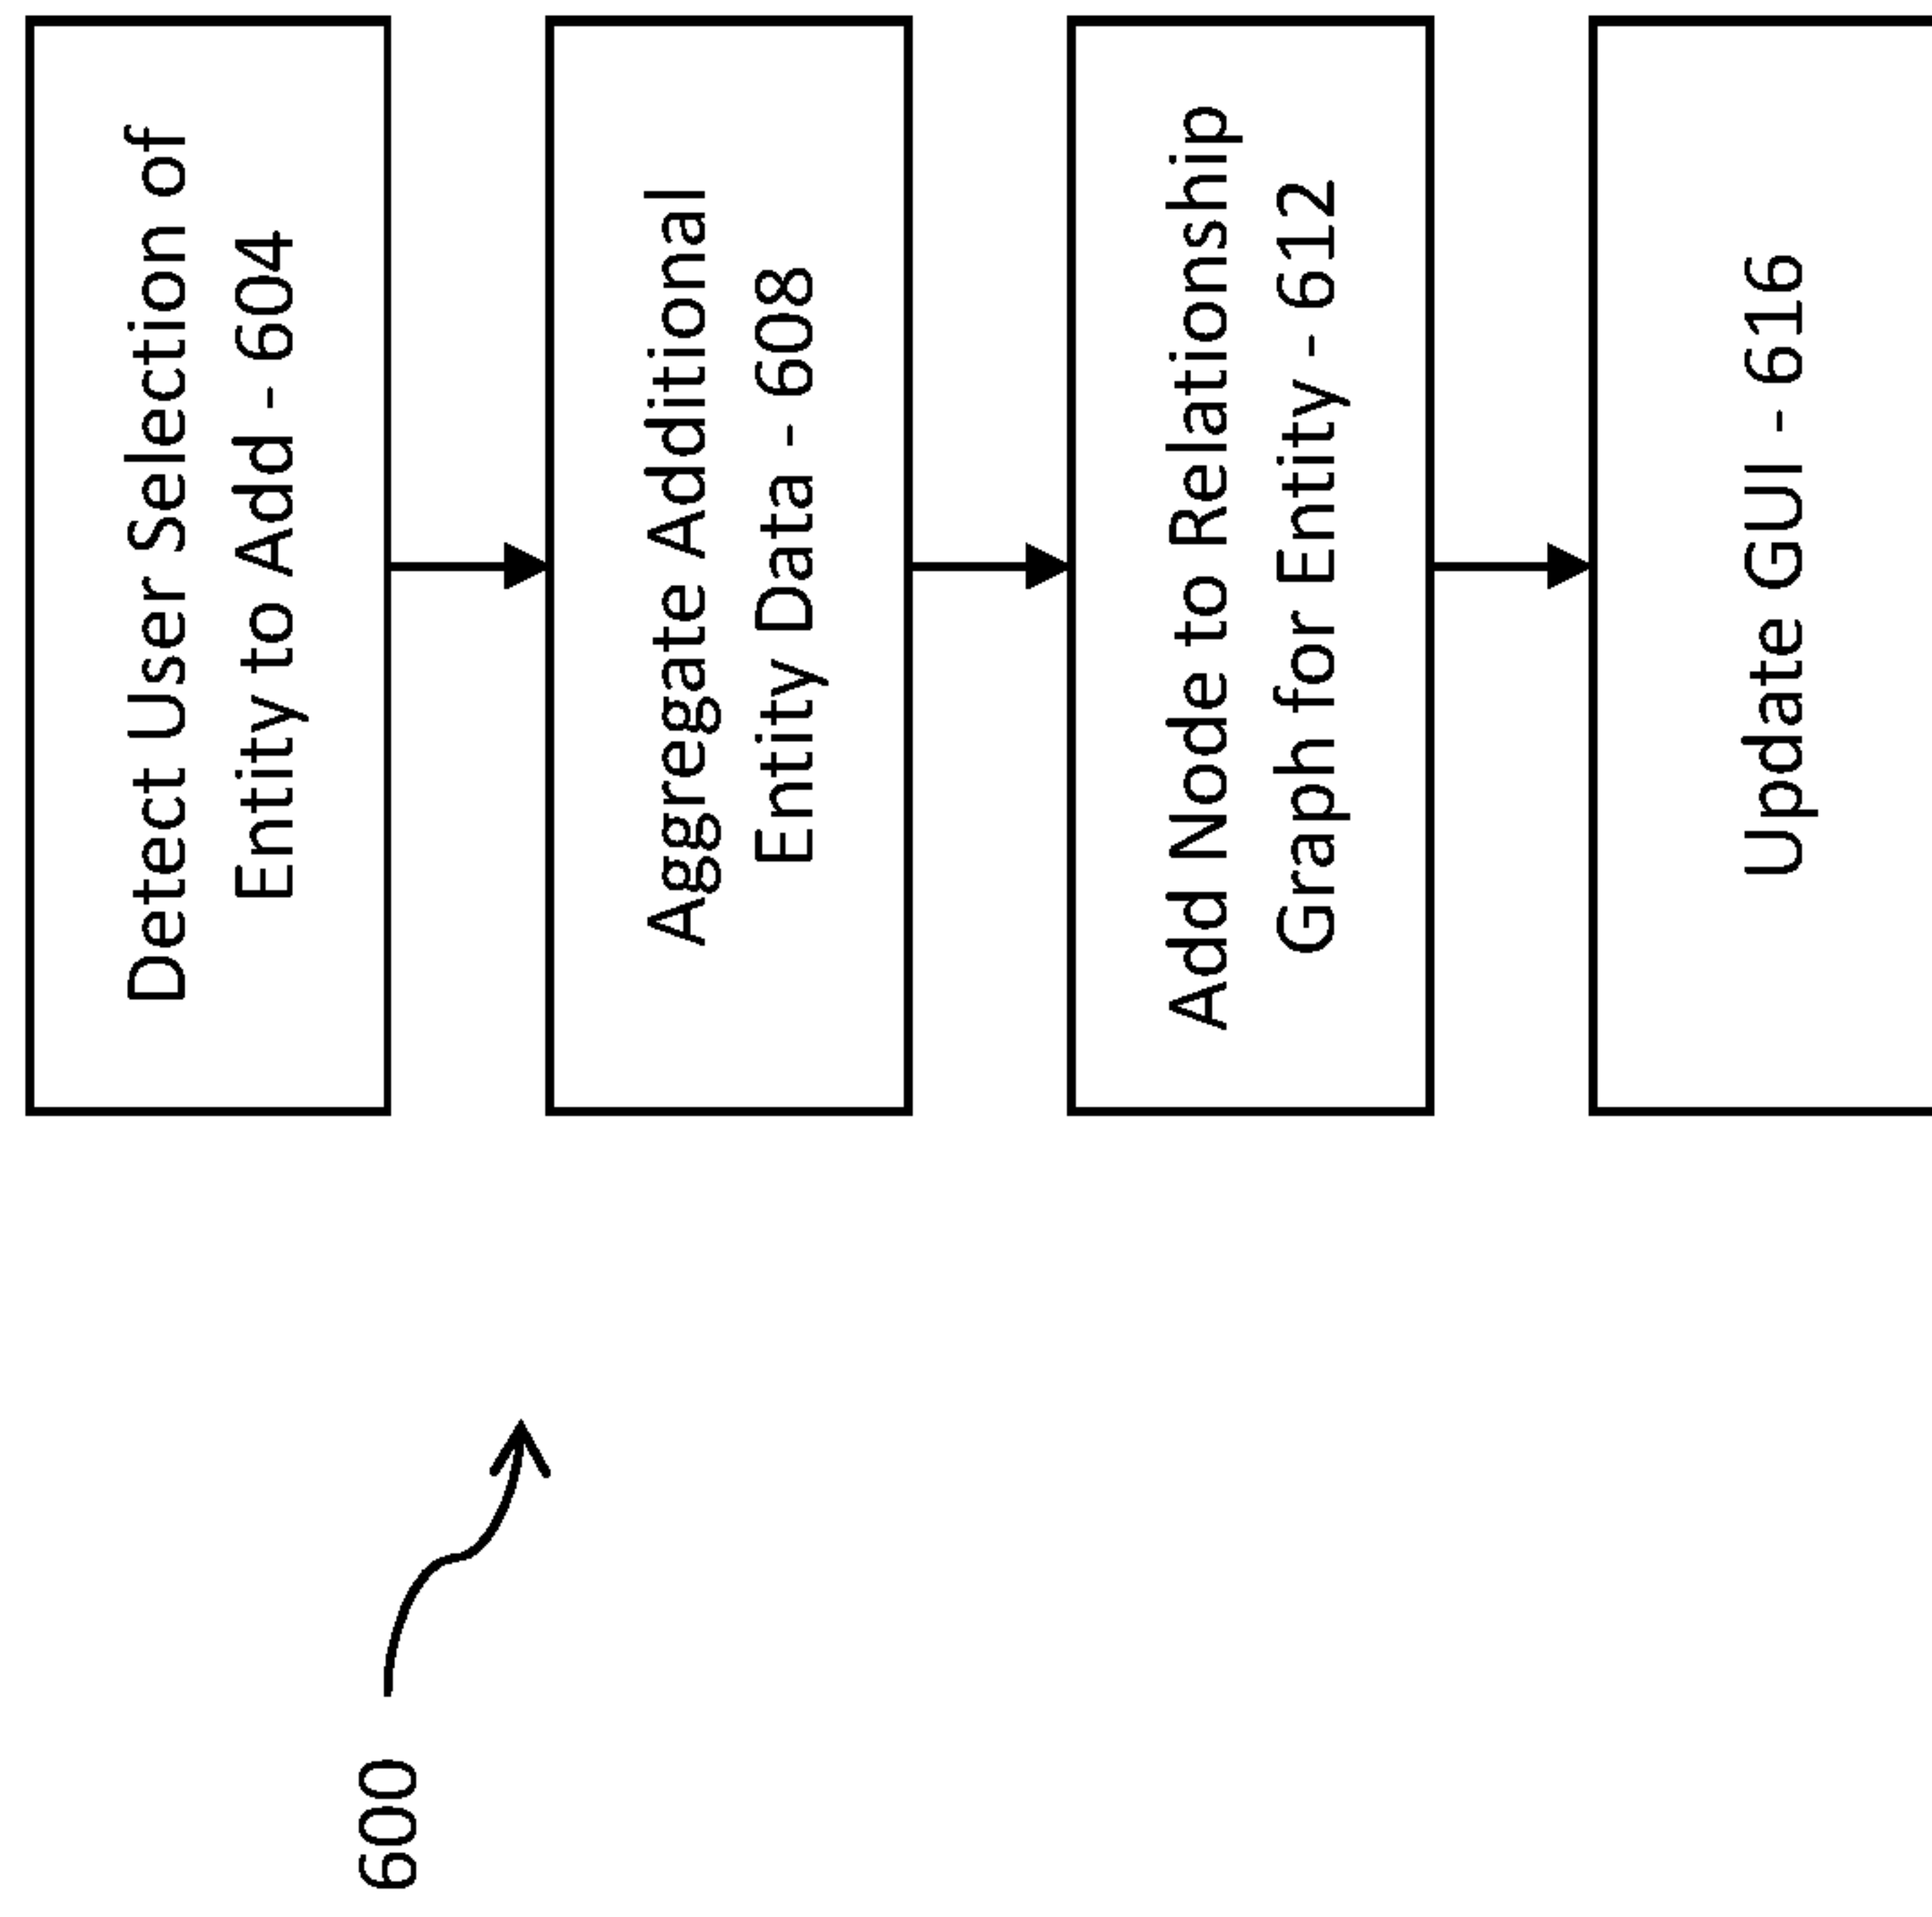 600
Detect User Selection of
Entity to Add - 604
Aggregate Additional
Entity Data - 608
Add Node to Relationship
Graph for Entity - 612
Update GUI - 616